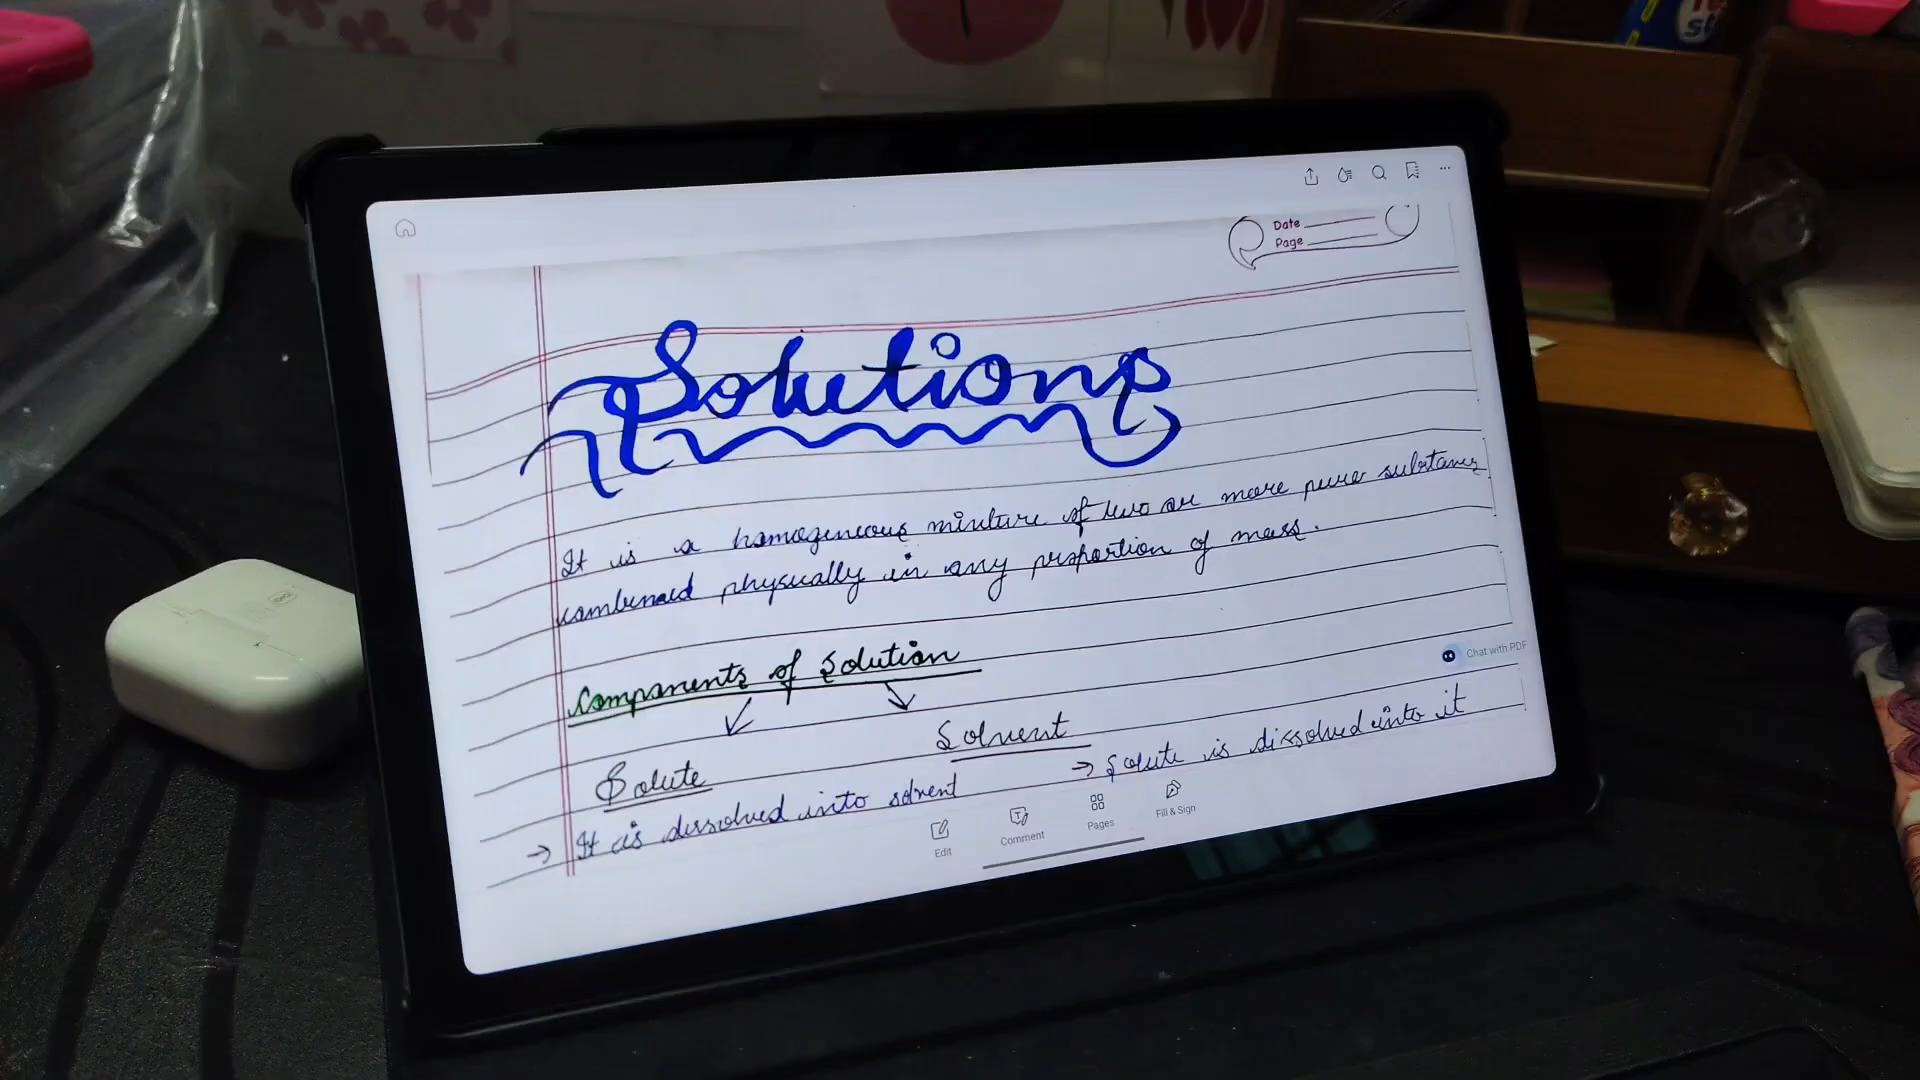 Date
Page
Solutions
It is a homogeneous mixture of two or more pure substances
combined physically in any proportion of mass.
Components of Solution
Solute
Solvent
→ It is dissolved into solvent
→ Solute is dissolved into it
Chat with PDF
Edit
Comment
Pages
Fill & Sign